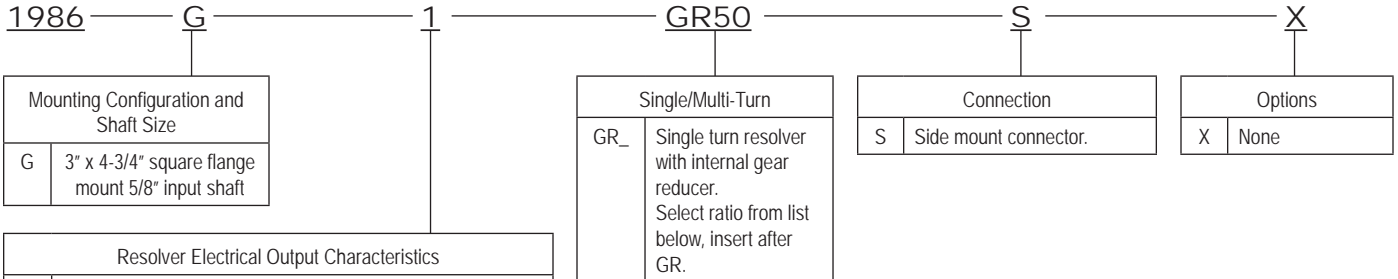 1986 G 1 GR50 S X
Mounting Configuration and
Shaft Size
G 3" x 4-3/4" square flange
mount 5/8" input shaft
Single/Multi-Turn
GR_ Single turn resolver
with internal gear
reducer.
Select ratio from list
below, insert after
GR.
Connection
S Side mount connector.
Options
X None
Resolver Electrical Output Characteristics